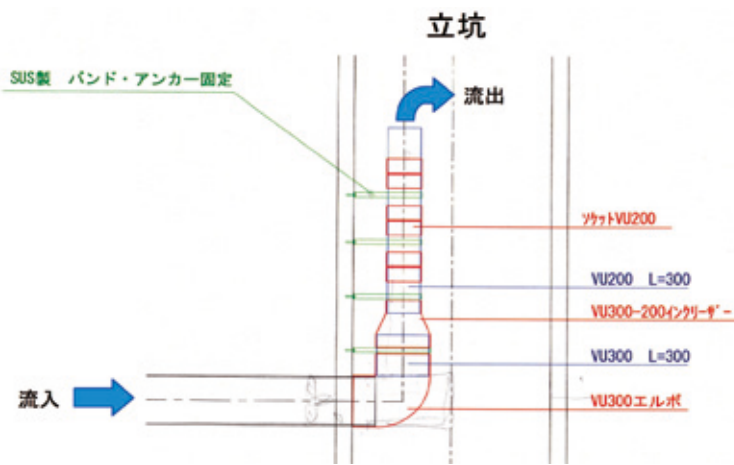 立坑
SUS製 バンド・アンカー固定
流出
ソケットVU200
VU200 L=300
VU300-200インクリーザー
VU300 L=300
流入
VU300エルボ